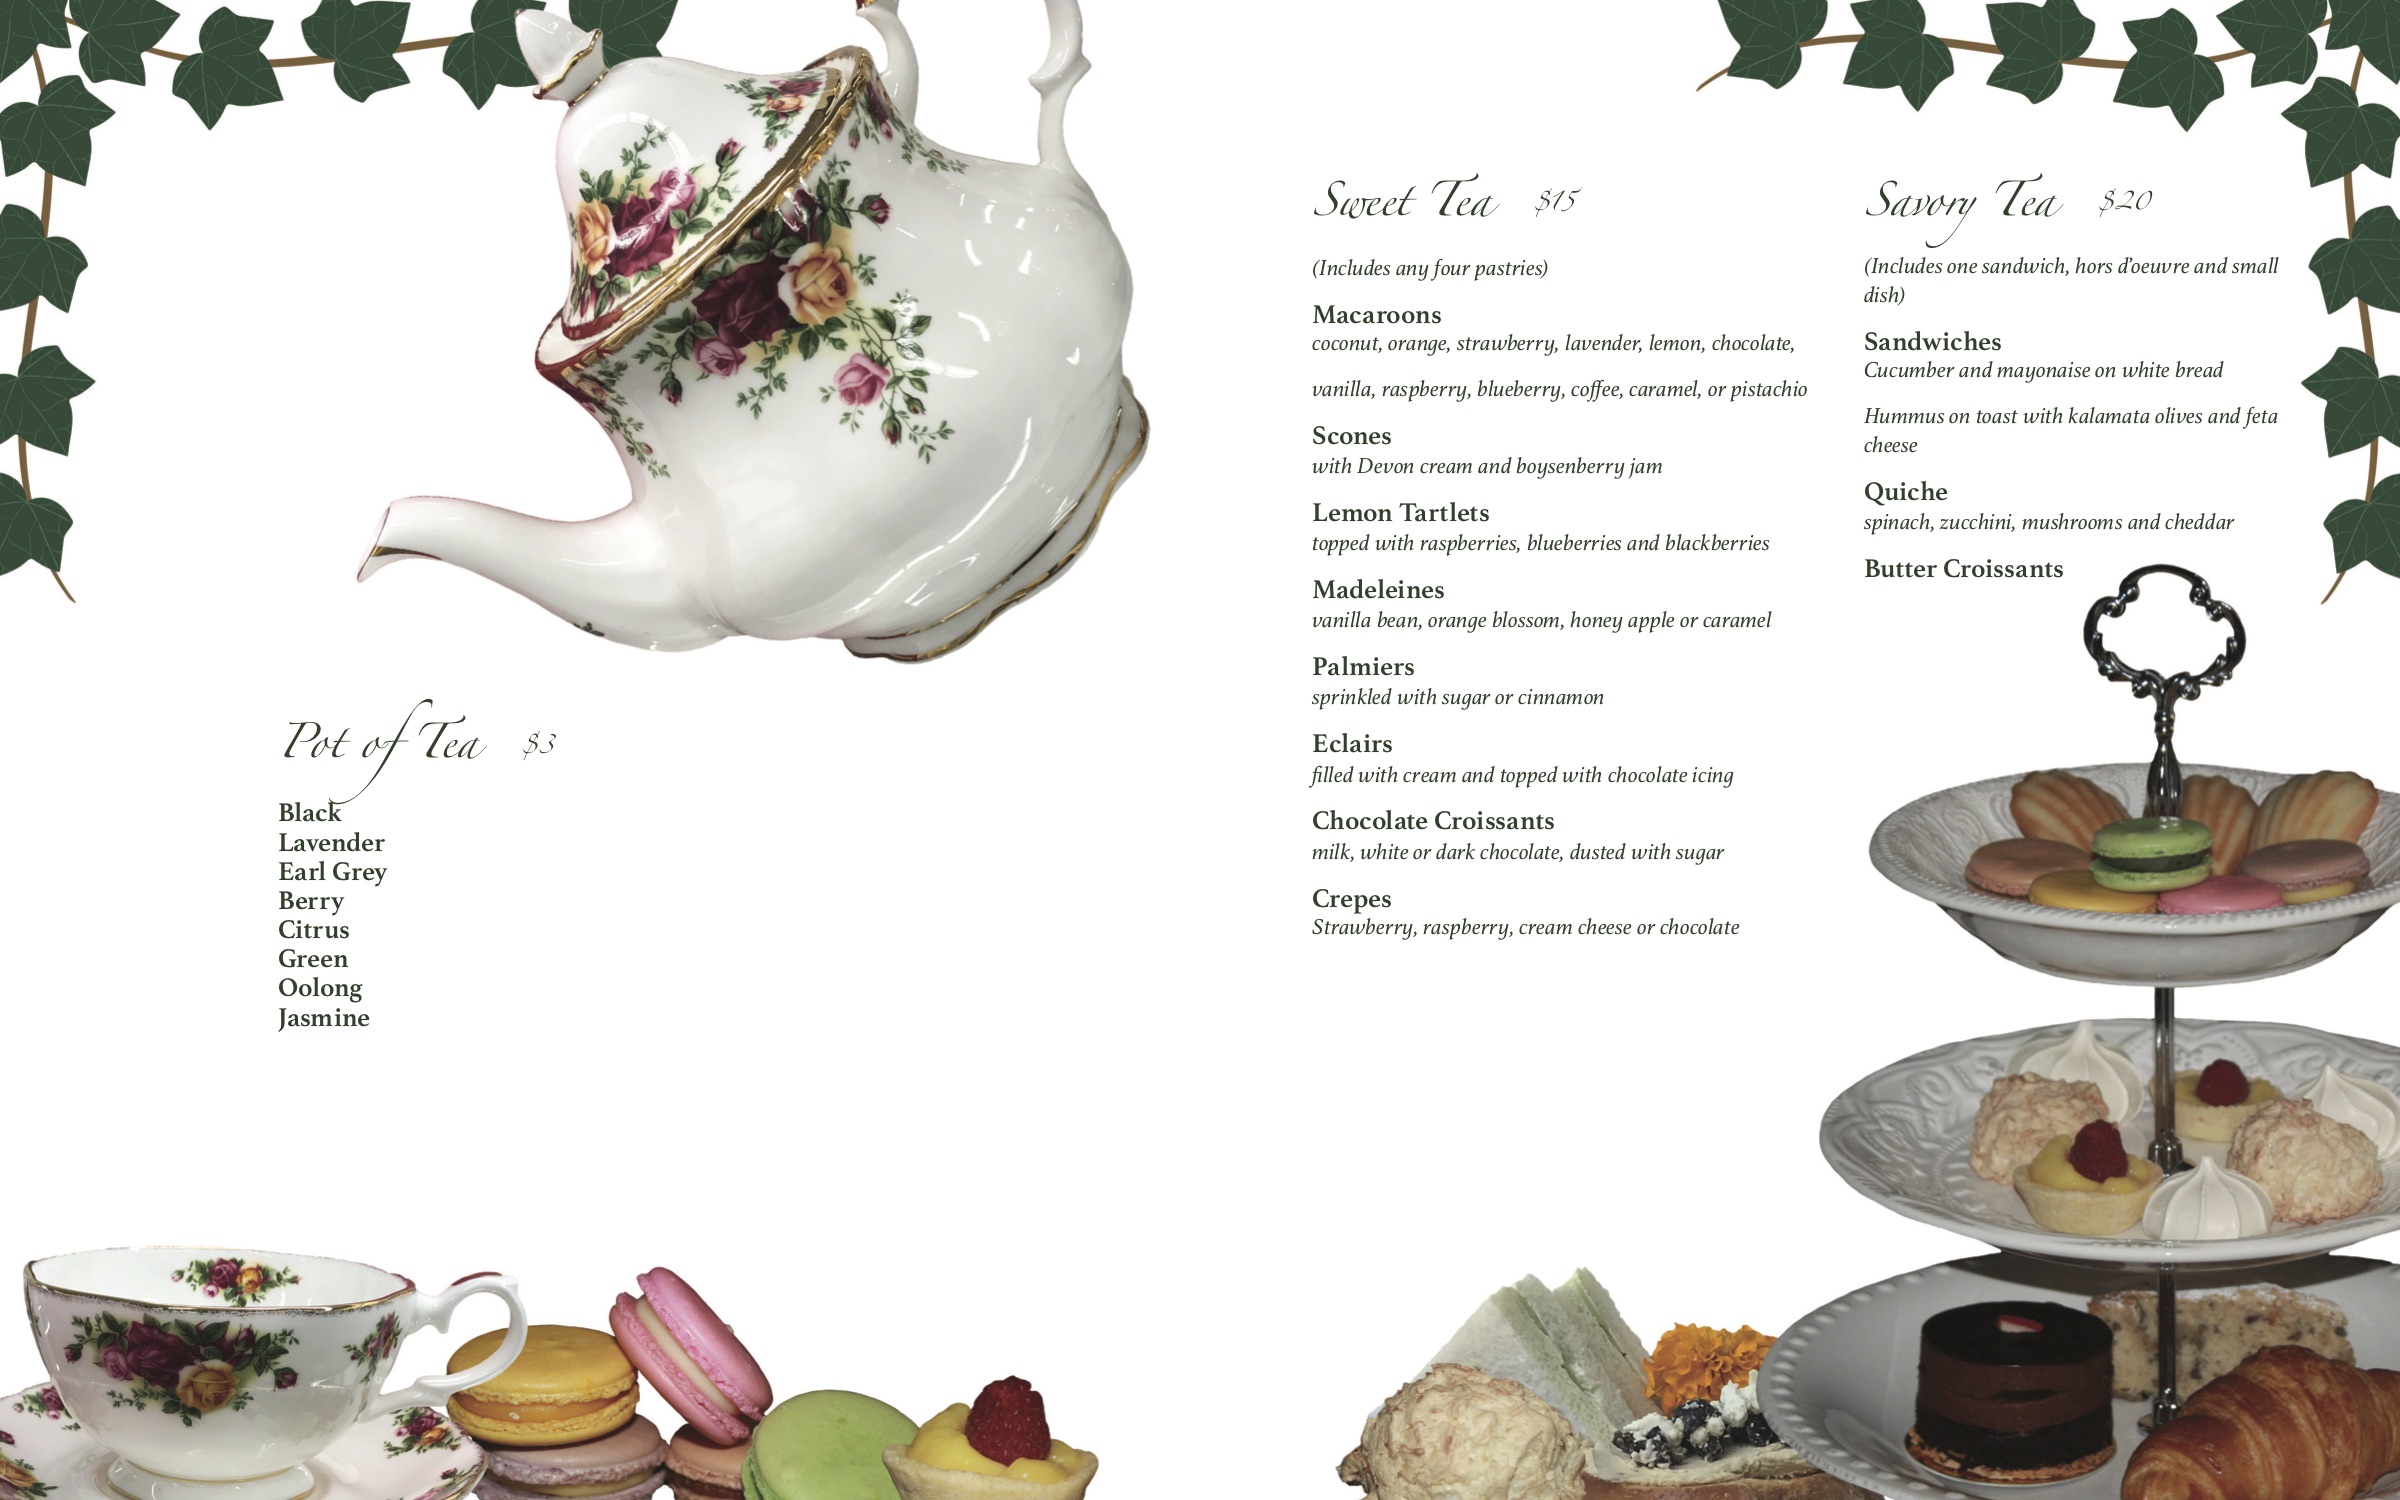 Pot of Tea $3
Black
Lavender
Earl Grey
Berry
Citrus
Green
Oolong
Jasmine
Sweet Tea $15
(Includes any four pastries)
Macaroons
coconut, orange, strawberry, lavender, lemon, chocolate,
vanilla, raspberry, blueberry, coffee, caramel, or pistachio
Scones
with Devon cream and boysenberry jam
Lemon Tartlets
topped with raspberries, blueberries and blackberries
Madeleines
vanilla bean, orange blossom, honey apple or caramel
Palmiers
sprinkled with sugar or cinnamon
Eclairs
filled with cream and topped with chocolate icing
Chocolate Croissants
milk, white or dark chocolate, dusted with sugar
Crepes
Strawberry, raspberry, cream cheese or chocolate
Savory Tea $20
(Includes one sandwich, hors d'oeuvre and small
dish)
Sandwiches
Cucumber and mayonaise on white bread
Hummus on toast with kalamata olives and feta
cheese
Quiche
spinach, zucchini, mushrooms and cheddar
Butter Croissants